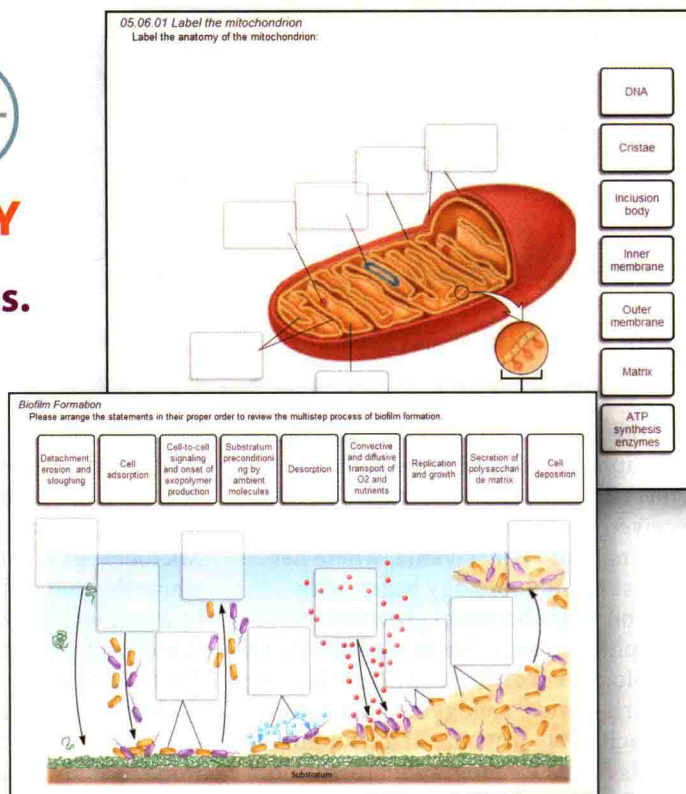 05.06.01 Label the mitochondrion
Label the anatomy of the mitochondrion:
Y
s.
DNA
Cristae
Inclusion
body
Inner
membrane
Outer
membrane
Matrix
ATP
synthesis
enzymes
Biofilm Formation
Please arrange the statements in their proper order to review the multistep process of biofilm formation.
Detachment,
erosion, and
sloughing
Cell
adsorption
Cell-to-cell
signaling
and onset of
exopolymer
production
Substratum
preconditioni
ng by
ambient
molecules
Desorption
Convective
and diffusive
transport of
O2 and
nutrients
Replication
and growth
Secretion of
polysacchari
de matrix
Cell
deposition
Substratum